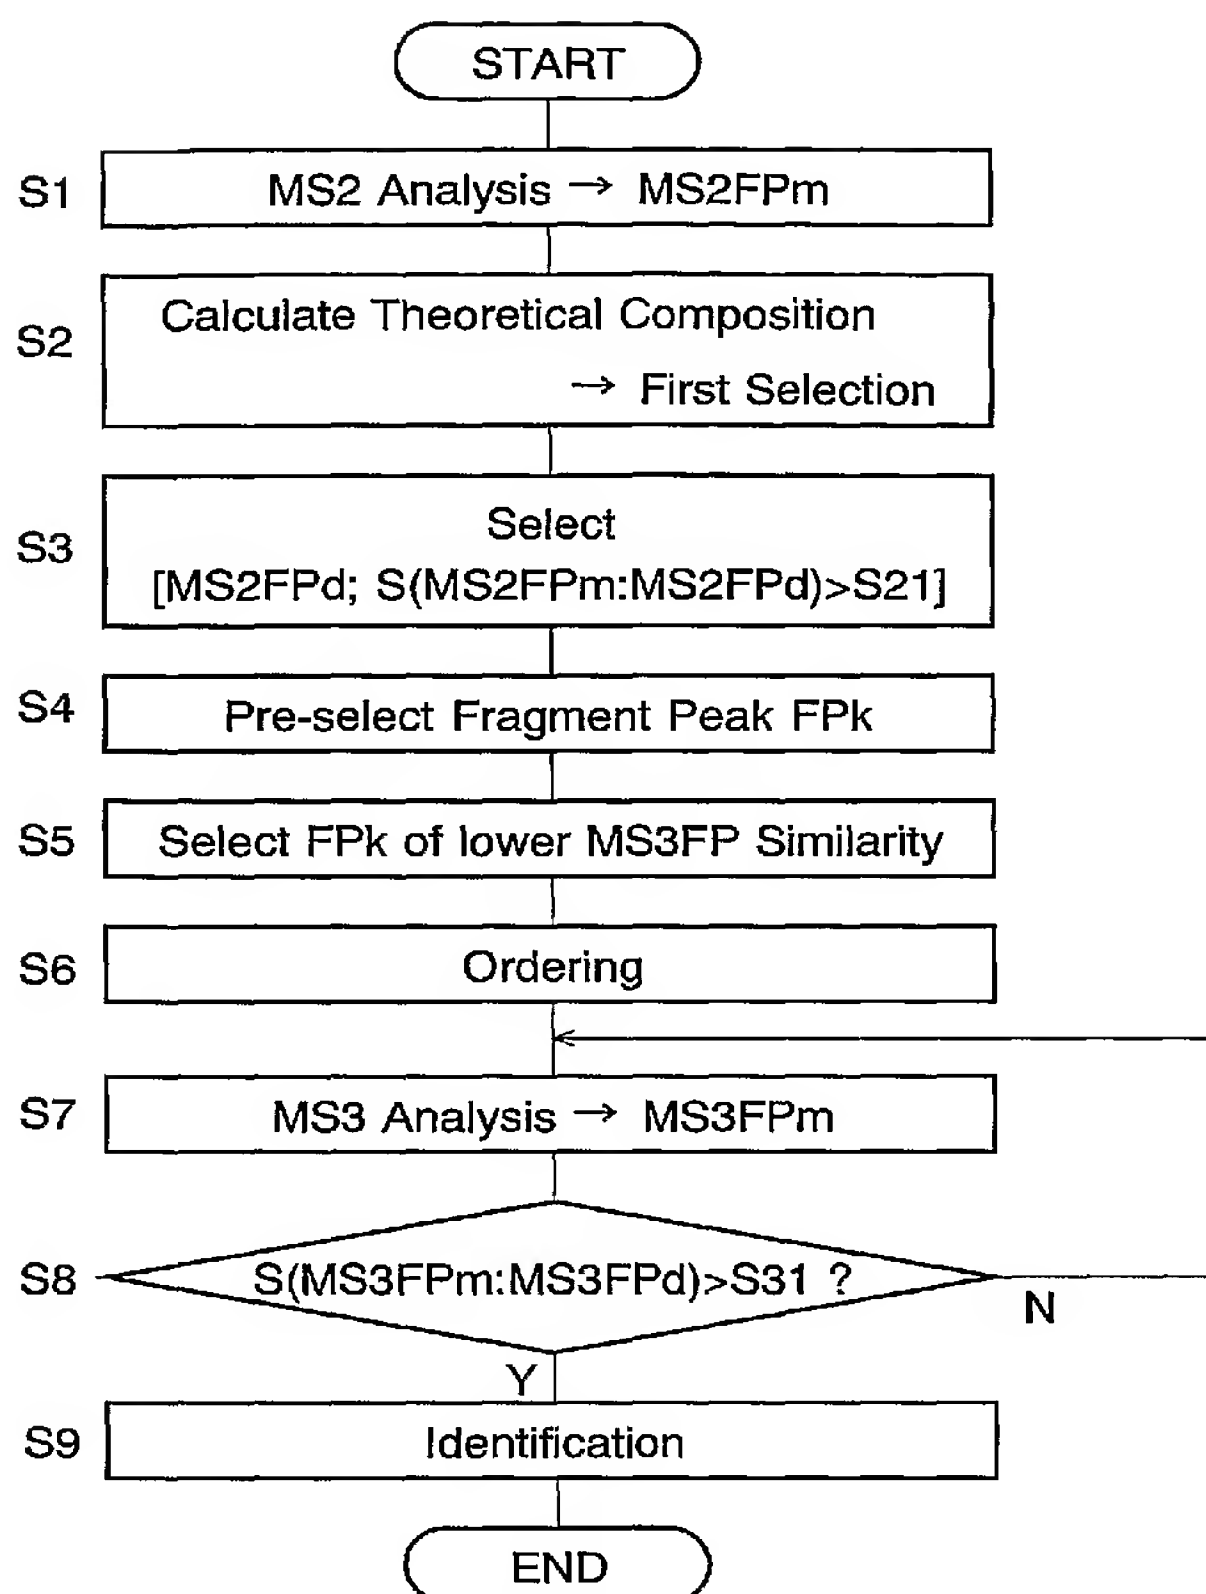 START
S1
MS2 Analysis → MS2FPm
S2
Calculate Theoretical Composition
→ First Selection
S3
Select
[MS2FPd; S(MS2FPm:MS2FPd)>S21]
S4
Pre-select Fragment Peak FPk
S5
Select FPk of lower MS3FP Similarity
S6
Ordering
S7
MS3 Analysis → MS3FPm
S8
S(MS3FPm:MS3FPd)>S31 ?
N
Y
S9
Identification
END